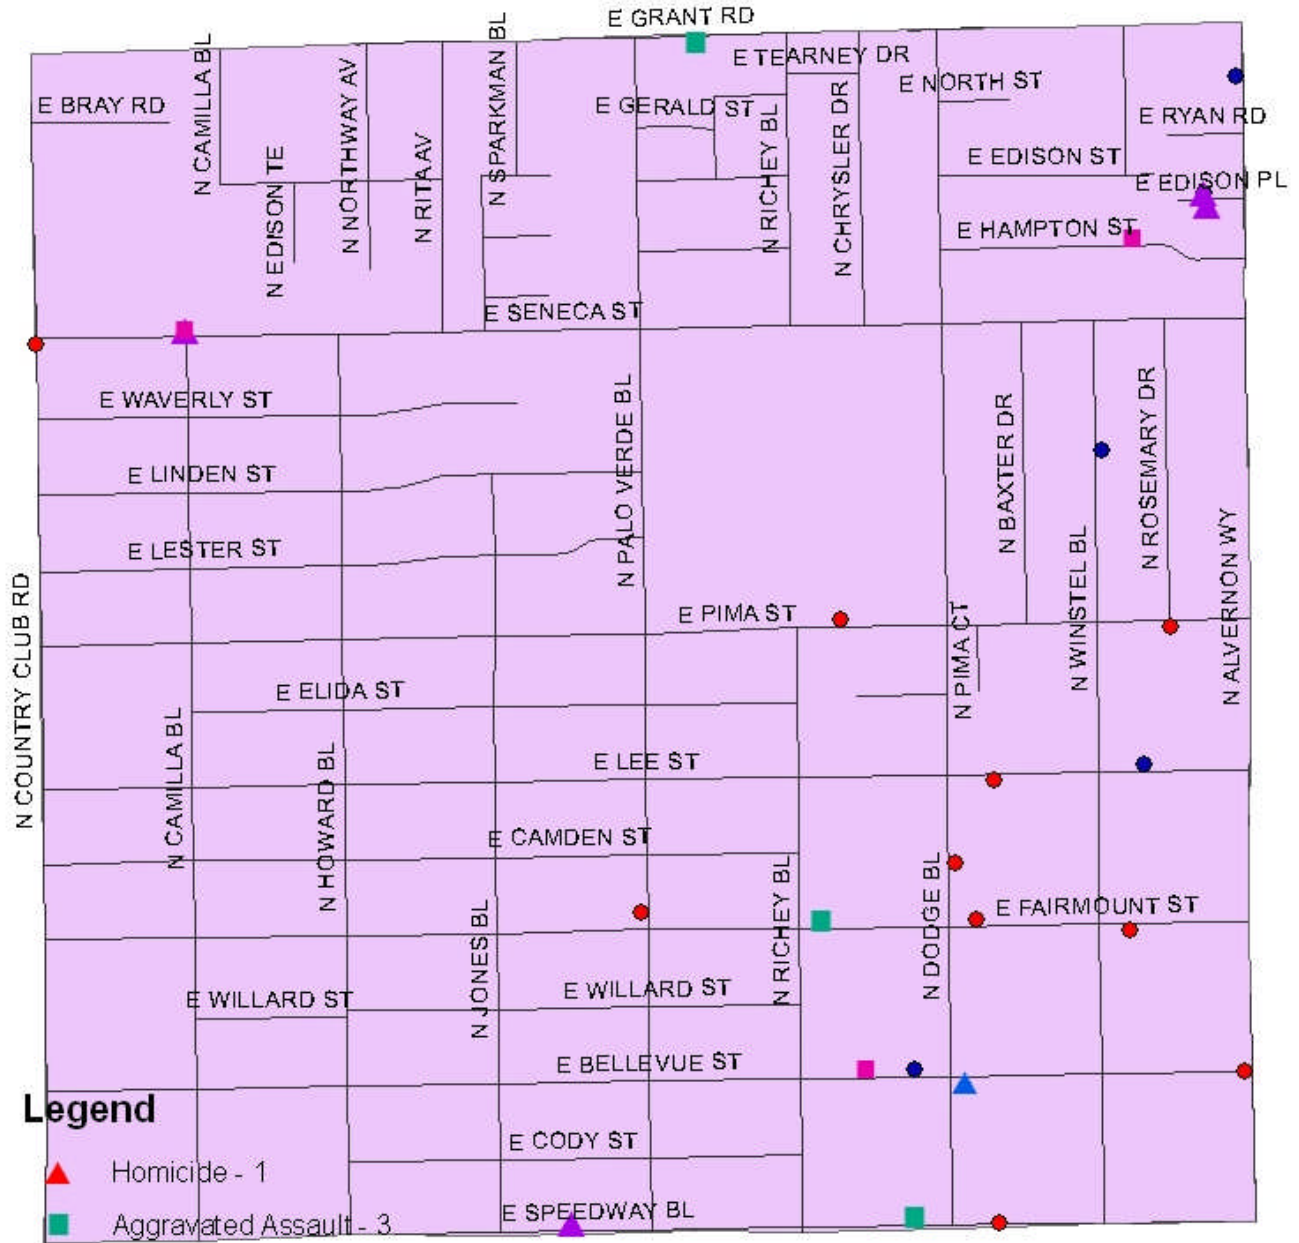 E GRANT RD
E TEARNEY DR
E NORTH ST
E BRAY RD
N CAMILLA BL
N NORTHWAY AV
N SPARKMAN BL
E GERALD ST
E RYAN RD
N EDISON TE
N RITA AV
N RICHEY BL
N CHRYSLER DR
E EDISON ST
E EDISON PL
E HAMPTON ST
E SENECA ST
E WAVERLY ST
N PALO VERDE BL
N BAXTER DR
N ROSEMARY DR
E LINDEN ST
E LESTER ST
N COUNTRY CLUB RD
E PIMA ST
N PIMA CT
N WINSTEL BL
N ALVERNON WY
E ELIDA ST
N CAMILLA BL
N HOWARD BL
E LEE ST
E CAMDEN ST
N JONES BL
N RICHEY BL
N DODGE BL
E FAIRMOUNT ST
E WILLARD ST
E WILLARD ST
E BELLEVUE ST
Legend
E CODY ST
Homicide - 1
E SPEEDWAY BL
Aggravated Assault - 3